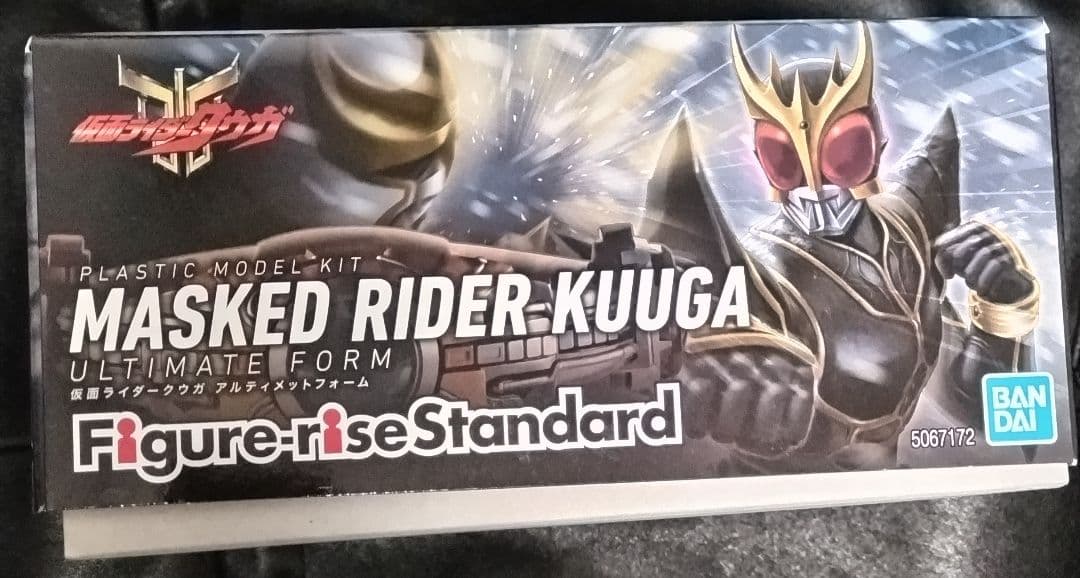 仮面ライダークウガ
PLASTIC MODEL KIT
MASKED RIDER KUUGA
ULTIMATE FORM
仮面ライダークウガ アルティメットフォーム
Figure-riseStandard
5067172
BAN
DAI